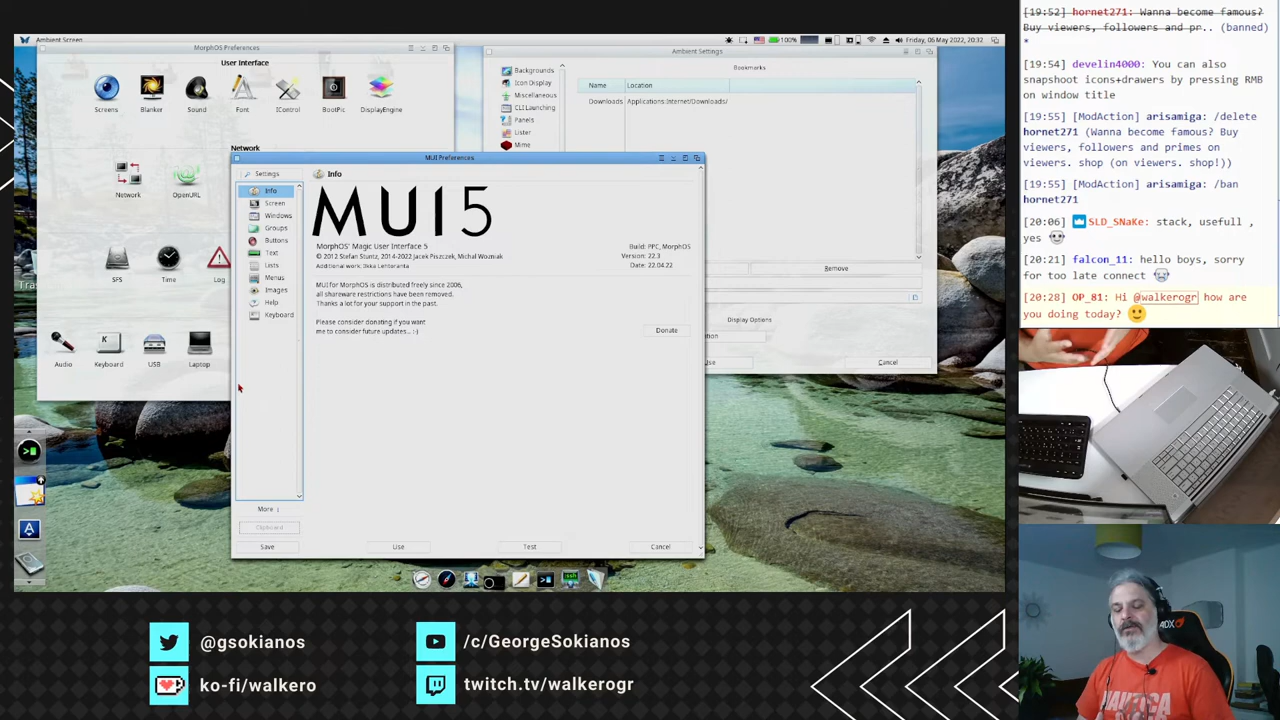 Ambient Screen
100%
Friday, 06 May 2022, 20:32
MorphOS Preferences
User Interface
Screens
Blanker
Sound
Font
IControl
BootPic
DisplayEngine
Network
Network
OpenURL
SFS
Time
Log
Audio
Keyboard
USB
Laptop
Ambient Settings
Backgrounds
Icon Display
Miscellaneous
CLI Launching
Panels
Lister
Mime
Bookmarks
Name
Location
Downloads
Applications:Internet/Downloads/
Remove
Display Options
Cancel
MUI Preferences
Settings
Info
Screen
Windows
Groups
Buttons
Text
Lists
Menus
Images
Help
Keyboard
More
Clipboard
Info
MUI5
MorphOS' Magic User Interface 5
© 2012 Stefan Stuntz, 2014-2022 Jacek Piszczek, Michal Wozniak
Additional work: Ilkka Lehtoranta
Build: PPC, MorphOS
Version: 22.3
Date: 22.04.22
MUI for MorphOS is distributed freely since 2006,
all shareware restrictions have been removed.
Thanks a lot for your support in the past.
Please consider donating if you want
me to consider future updates... ;-)
Donate
Save
Use
Test
Cancel
[19:52] hornet271: Wanna become famous?
Buy viewers, followers and pr.. (banned)
*
[19:54] develin4000: You can also
snapshot icons+drawers by pressing RMB
on window title
[19:55] [ModAction] arisamiga: /delete
hornet271 (Wanna become famous? Buy
viewers, followers and primes on
viewers. shop (on viewers. shop!))
[19:55] [ModAction] arisamiga: /ban
hornet271
[20:06] SLD_SNaKe: stack, usefull ,
yes
[20:21] falcon_11: hello boys, sorry
for too late connect
[20:28] OP_81: Hi @walkerogr how are
you doing today?
@gsokianos
/c/GeorgeSokianos
ko-fi/walkero
twitch.tv/walkerogr
ADX